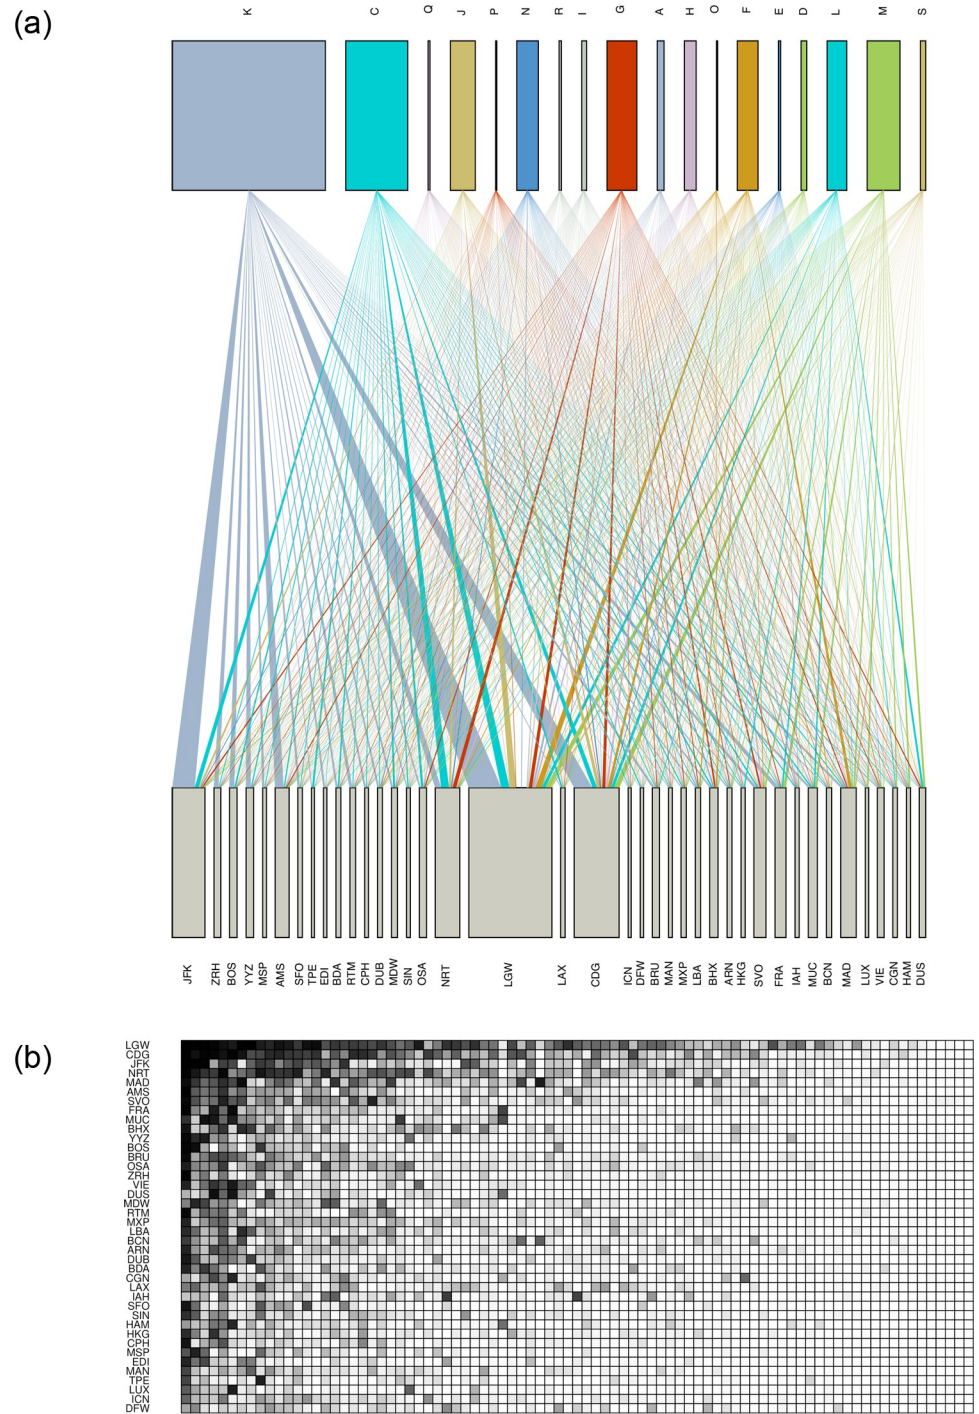 (a)
K C Q J P N R I G A H O F E D L M S
JFK ZRH BOS YYZ MSP AMS SFO TPE EDI BDA RTM CPH DUB MDW SIN OSA NRT LGW LAX CDG ICN DFW BRU MAN MXP LBA BHX ARN HKG SVO FRA IAH MUC BCN MAD LUX VIE CGN HAM DUS
(b)
LGW
CDG
JFK
NRT
MAD
AMS
SVO
FRA
MUC
BHX
YYZ
BOS
BRU
OSA
ZRH
VIE
DUS
MDW
RTM
MXP
LBA
BCN
ARN
DUB
BDA
CGN
LAX
IAH
SFO
SIN
HAM
HKG
CPH
MSP
EDI
MAN
TPE
LUX
ICN
DFW